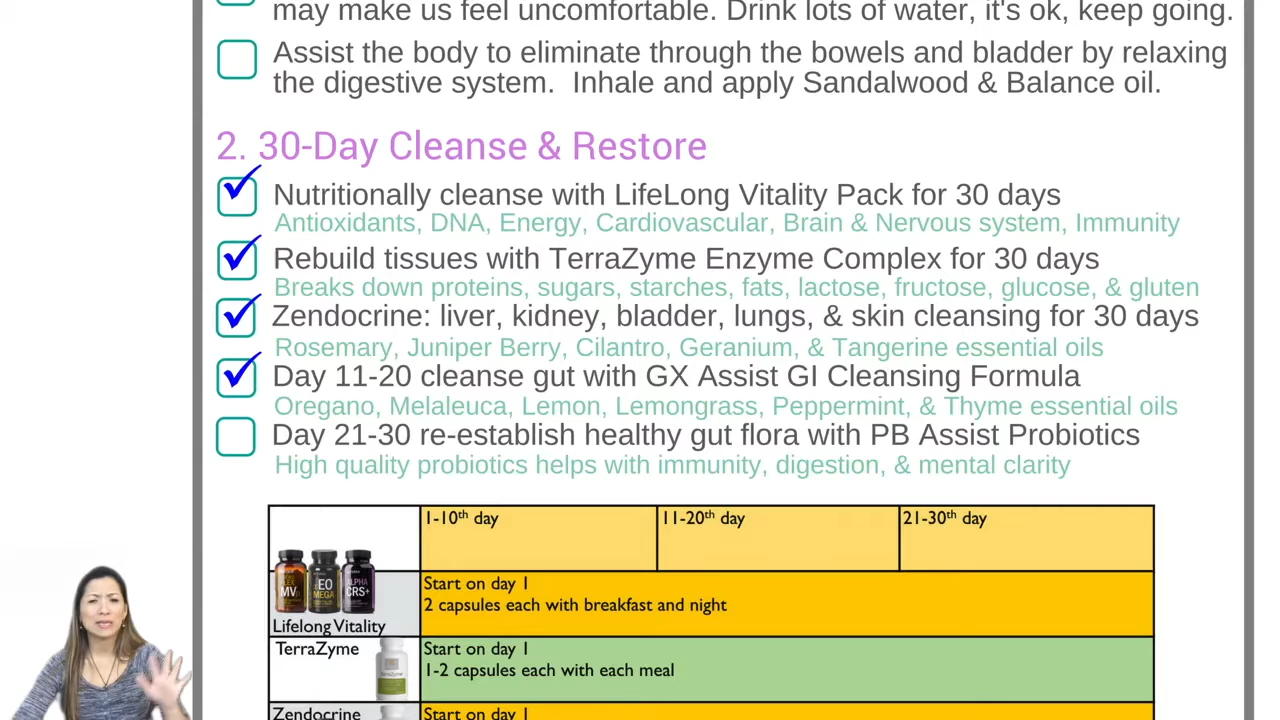 may make us feel uncomfortable. Drink lots of water, it's ok, keep going.
Assist the body to eliminate through the bowels and bladder by relaxing
the digestive system. Inhale and apply Sandalwood & Balance oil.
2. 30-Day Cleanse & Restore
Nutritionally cleanse with LifeLong Vitality Pack for 30 days
Antioxidants, DNA, Energy, Cardiovascular, Brain & Nervous system, Immunity
Rebuild tissues with TerraZyme Enzyme Complex for 30 days
Breaks down proteins, sugars, starches, fats, lactose, fructose, glucose, & gluten
Zendocrine: liver, kidney, bladder, lungs, & skin cleansing for 30 days
Rosemary, Juniper Berry, Cilantro, Geranium, & Tangerine essential oils
Day 11-20 cleanse gut with GX Assist GI Cleansing Formula
Oregano, Melaleuca, Lemon, Lemongrass, Peppermint, & Thyme essential oils
Day 21-30 re-establish healthy gut flora with PB Assist Probiotics
High quality probiotics helps with immunity, digestion, & mental clarity
1-10th day
11-20th day
21-30th day
MV
EO
MEGA
ALPHA
CRS+
Lifelong Vitality
Start on day 1
2 capsules each with breakfast and night
TerraZyme
Start on day 1
1-2 capsules each with each meal
Zendocrine
Start on day 1